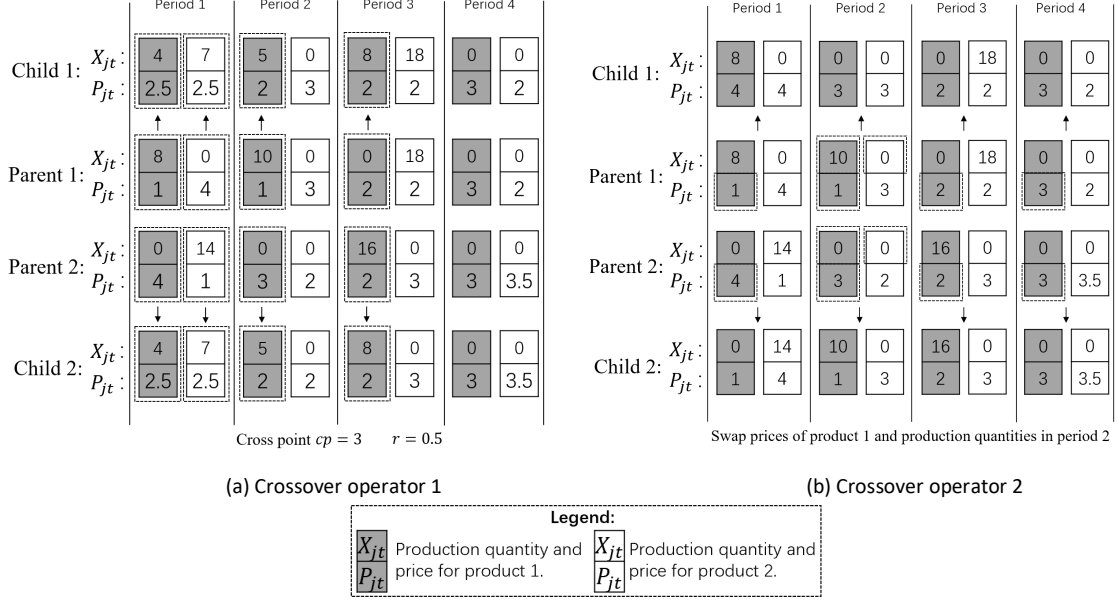 Period 1 Period 2 Period 3 Period 4
Child 1: X_jt : 4 7 5 0 8 18 0 0
P_jt : 2.5 2.5 2 3 2 2 3 2
Parent 1: X_jt : 8 0 10 0 0 18 0 0
P_jt : 1 4 1 3 2 2 3 2
Parent 2: X_jt : 0 14 0 0 16 0 0 0
P_jt : 4 1 3 2 2 3 3 3.5
Child 2: X_jt : 4 7 5 0 8 0 0 0
P_jt : 2.5 2.5 2 2 2 3 3 3.5
Cross point cp = 3 r = 0.5
(a) Crossover operator 1
Period 1 Period 2 Period 3 Period 4
Child 1: X_jt : 8 0 0 0 0 18 0 0
P_jt : 4 4 3 3 2 2 3 2
Parent 1: X_jt : 8 0 10 0 0 18 0 0
P_jt : 1 4 1 3 2 2 3 2
Parent 2: X_jt : 0 14 0 0 16 0 0 0
P_jt : 4 1 3 2 2 3 3 3.5
Child 2: X_jt : 0 14 10 0 16 0 0 0
P_jt : 1 4 1 3 2 3 3 3.5
Swap prices of product 1 and production quantities in period 2
(b) Crossover operator 2
Legend:
X_jt Production quantity and
P_jt price for product 1.
X_jt Production quantity and
P_jt price for product 2.